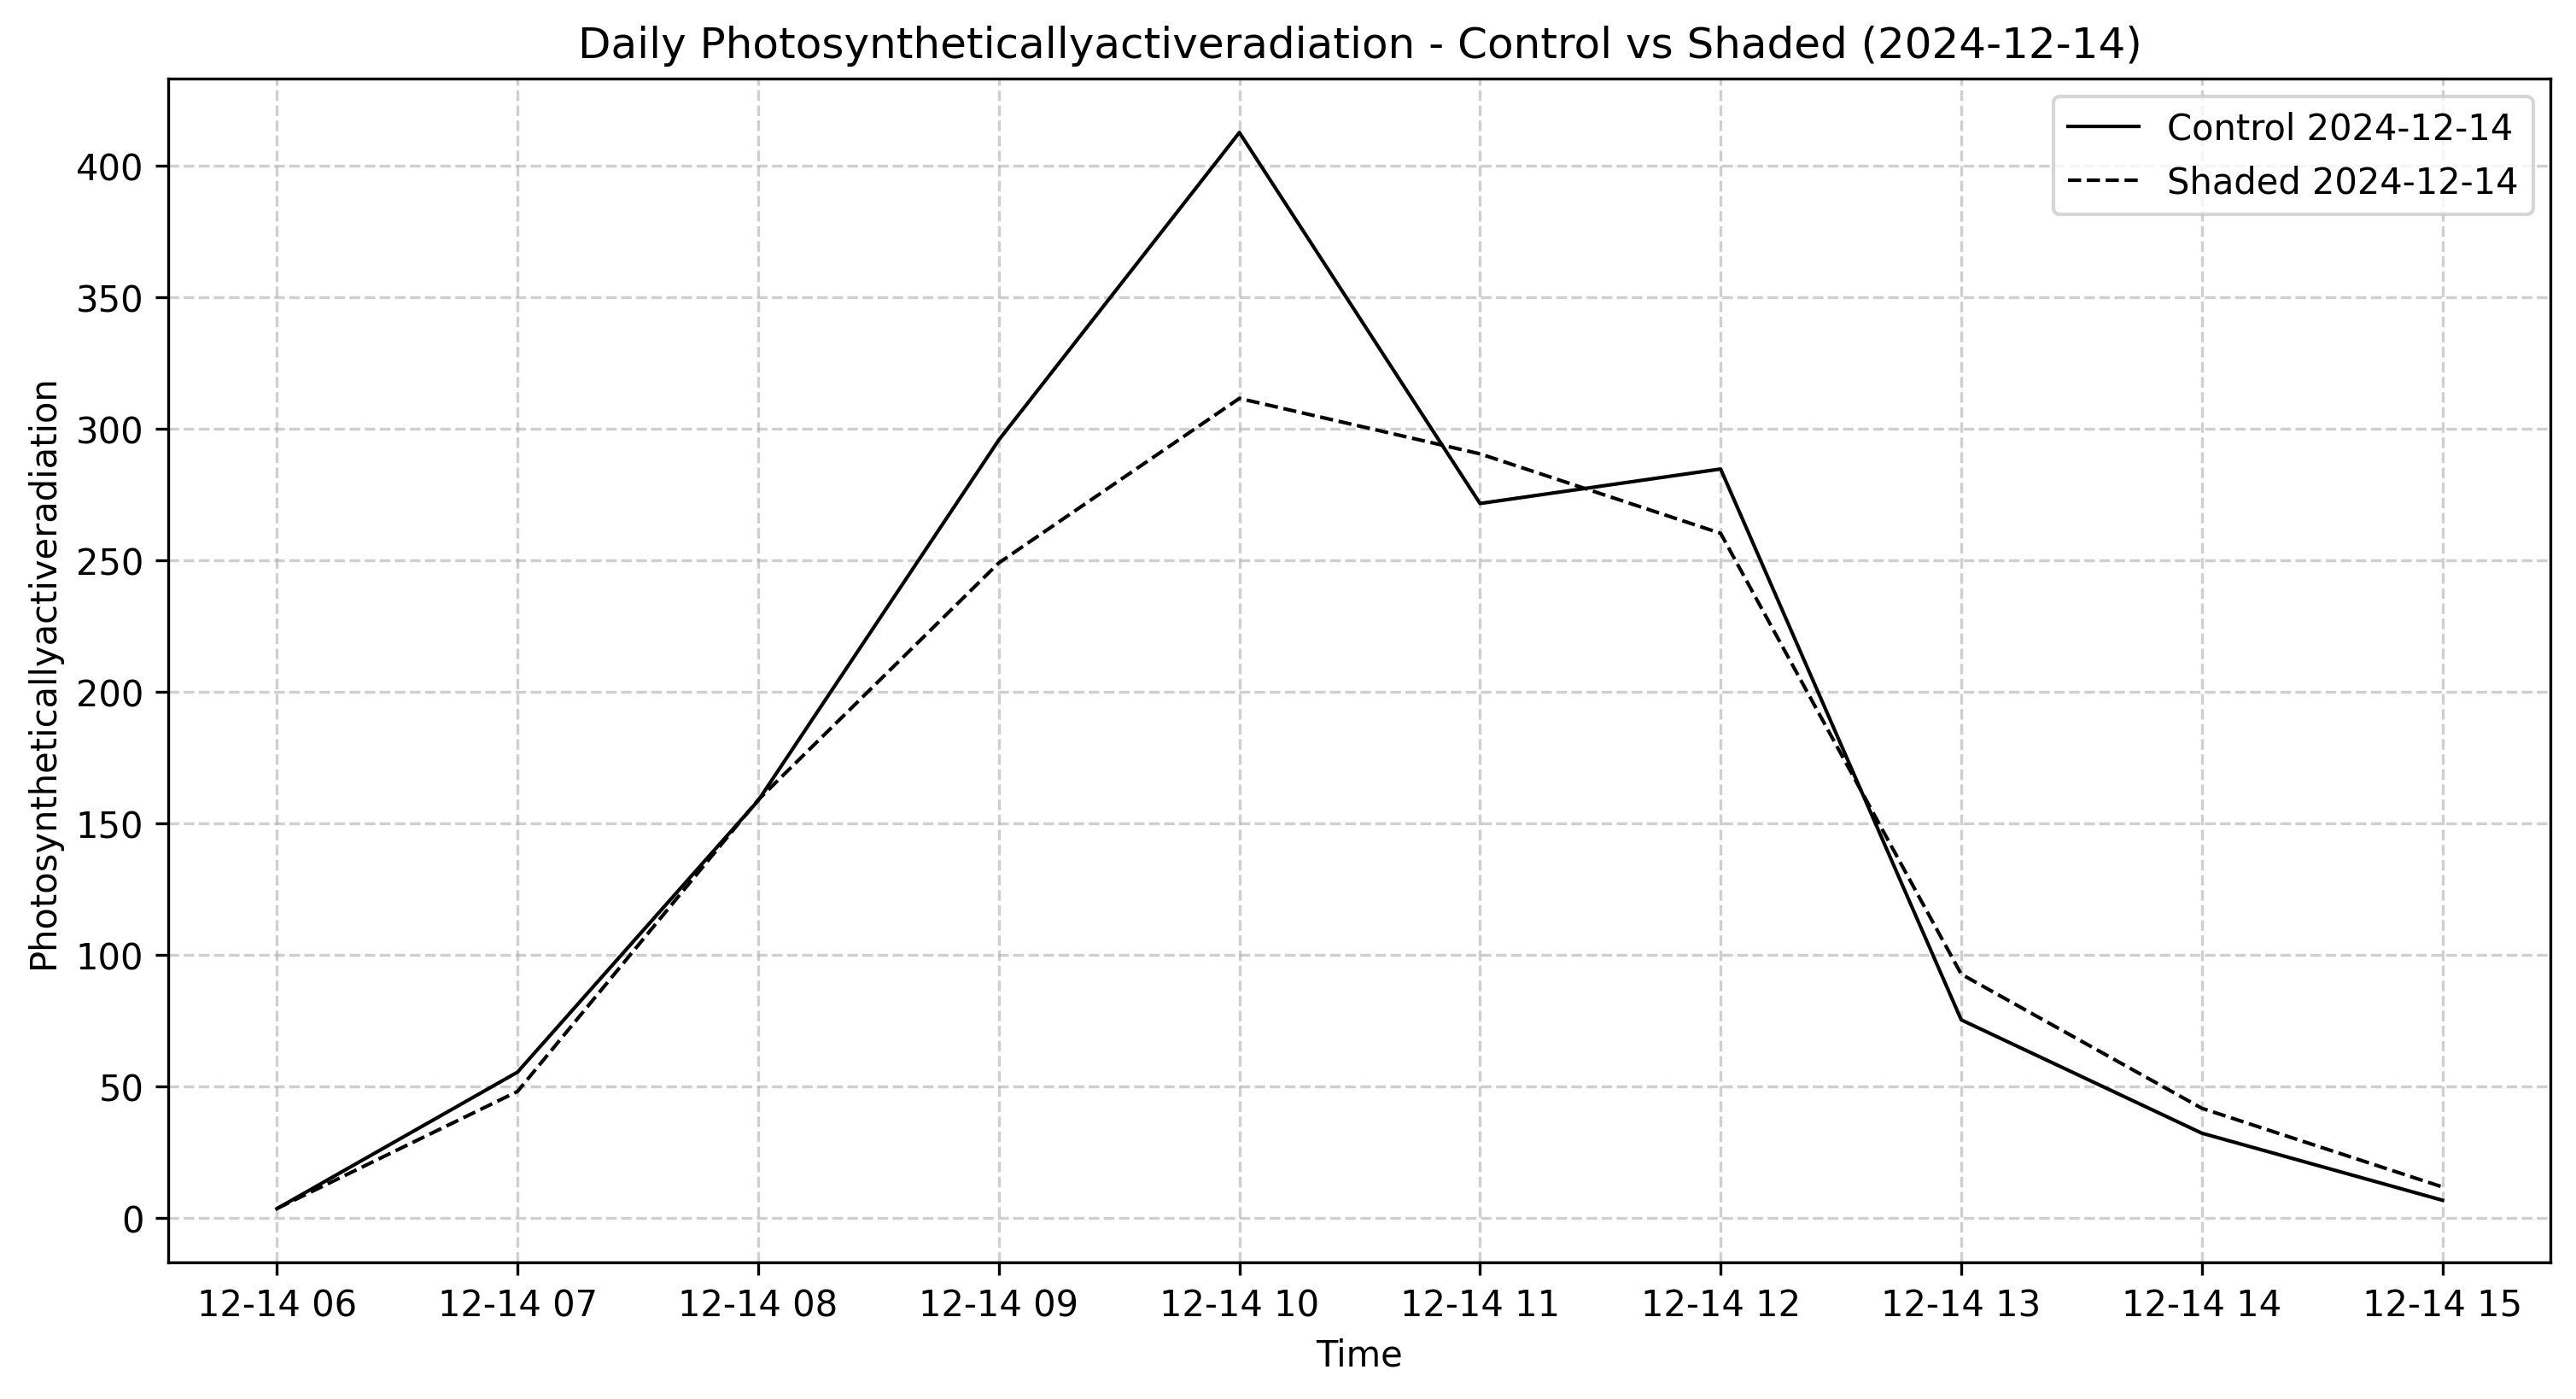 Daily Photosyntheticallyactiveradiation - Control vs Shaded (2024-12-14)
Control 2024-12-14
Shaded 2024-12-14
Photosyntheticallyactiveradiation
400
350
300
250
200
150
100
50
0
12-14 06 12-14 07 12-14 08 12-14 09 12-14 10 12-14 11 12-14 12 12-14 13 12-14 14 12-14 15
Time